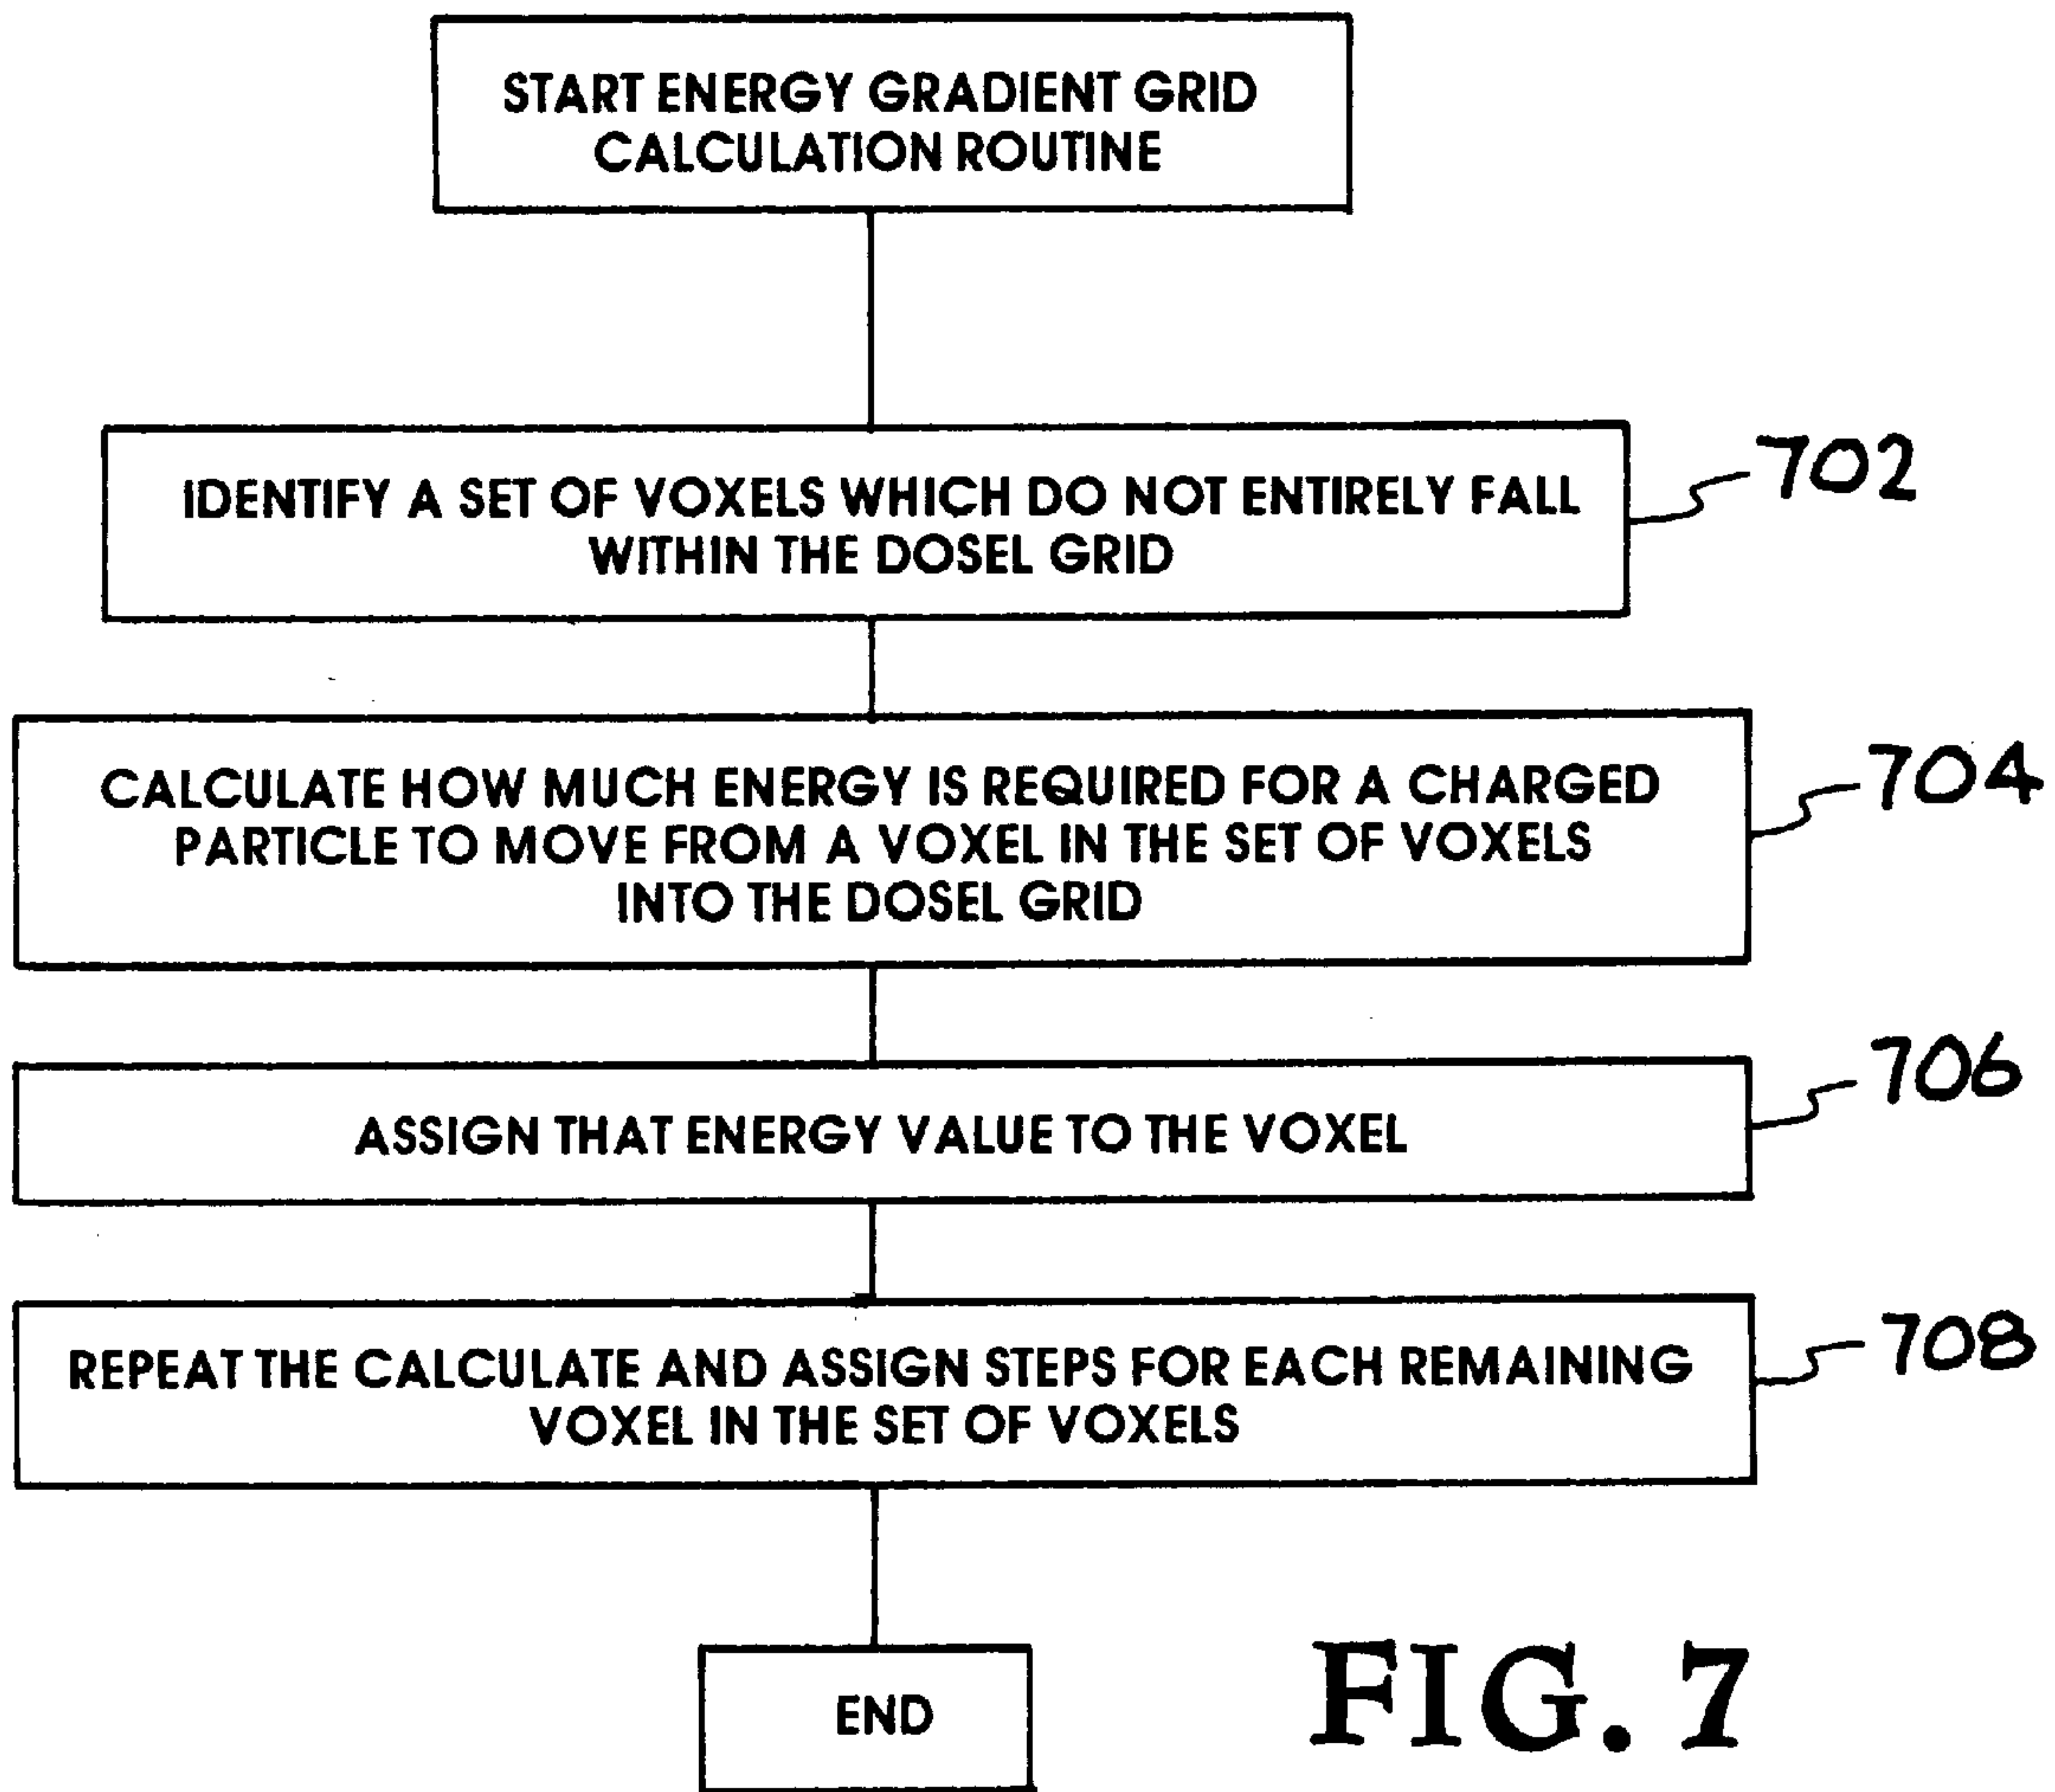 START ENERGY GRADIENT GRID
CALCULATION ROUTINE
IDENTIFY A SET OF VOXELS WHICH DO NOT ENTIRELY FALL
WITHIN THE DOSEL GRID
702
CALCULATE HOW MUCH ENERGY IS REQUIRED FOR A CHARGED
PARTICLE TO MOVE FROM A VOXEL IN THE SET OF VOXELS
INTO THE DOSEL GRID
704
ASSIGN THAT ENERGY VALUE TO THE VOXEL
706
REPEAT THE CALCULATE AND ASSIGN STEPS FOR EACH REMAINING
VOXEL IN THE SET OF VOXELS
708
END
FIG. 7